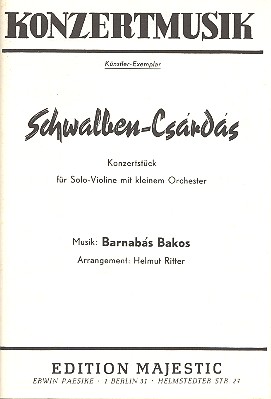 KONZERTMUSIK
Künstler-Exemplar
Schwalben-Csárdás
Konzertstück
für Solo-Violine mit kleinem Orchester
Musik: Barnabás Bakos
Arrangement: Helmut Ritter
EDITION MAJESTIC
ERWIN PAESIKE · 1 BERLIN 31 · HELMSTEDTER STR 23